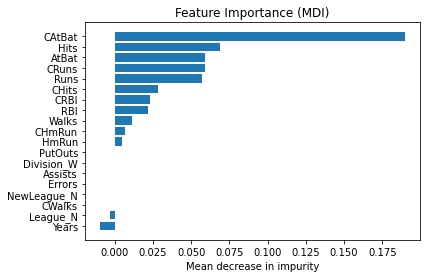 Feature Importance (MDI)
CAtBat
Hits
AtBat
CRuns
Runs
CHits
CRBI
RBI
Walks
CHmRun
HmRun
PutOuts
Division_W
Assists
Errors
NewLeague_N
CWalks
League_N
Years
0.000 0.025 0.050 0.075 0.100 0.125 0.150 0.175
Mean decrease in impurity